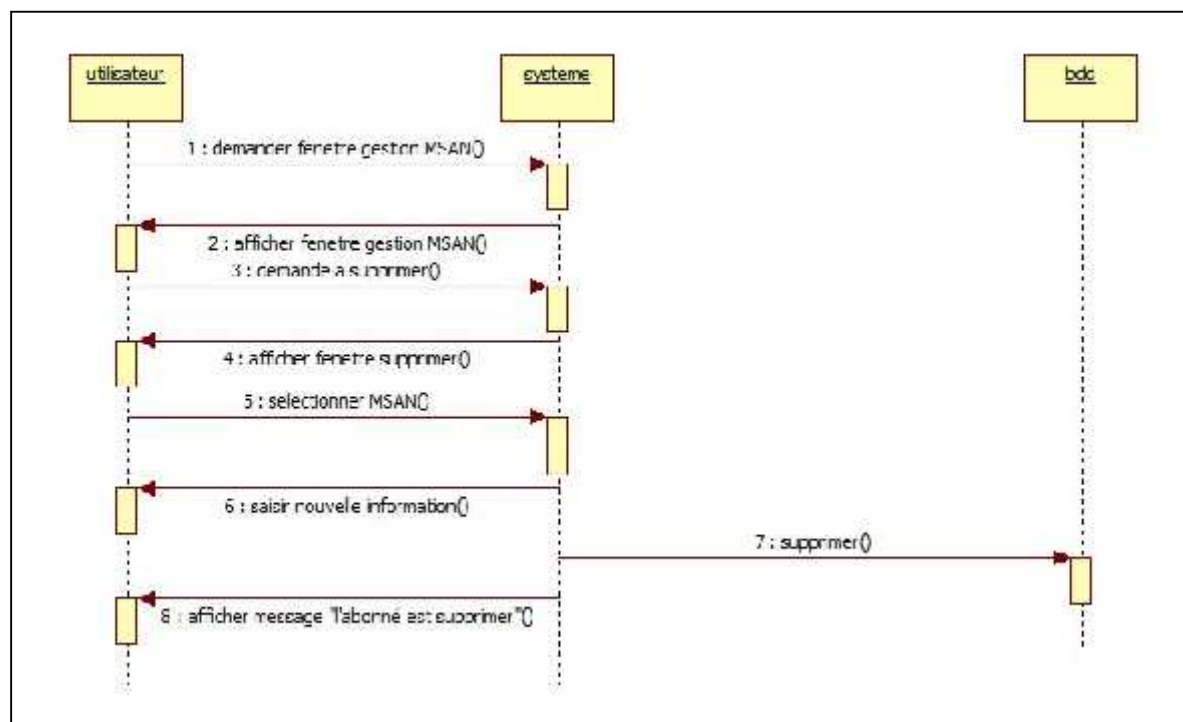 utilisateur
systeme
bdd
1 : demander fenetre gestion MSAN()
2 : afficher fenetre gestion MSAN()
3 : demande a supprimer()
4 : afficher fenetre supprimer()
5 : selectionner MSAN()
6 : saisir nouvelle information()
7 : supprimer()
8 : afficher message "l'abonné est supprimer"()